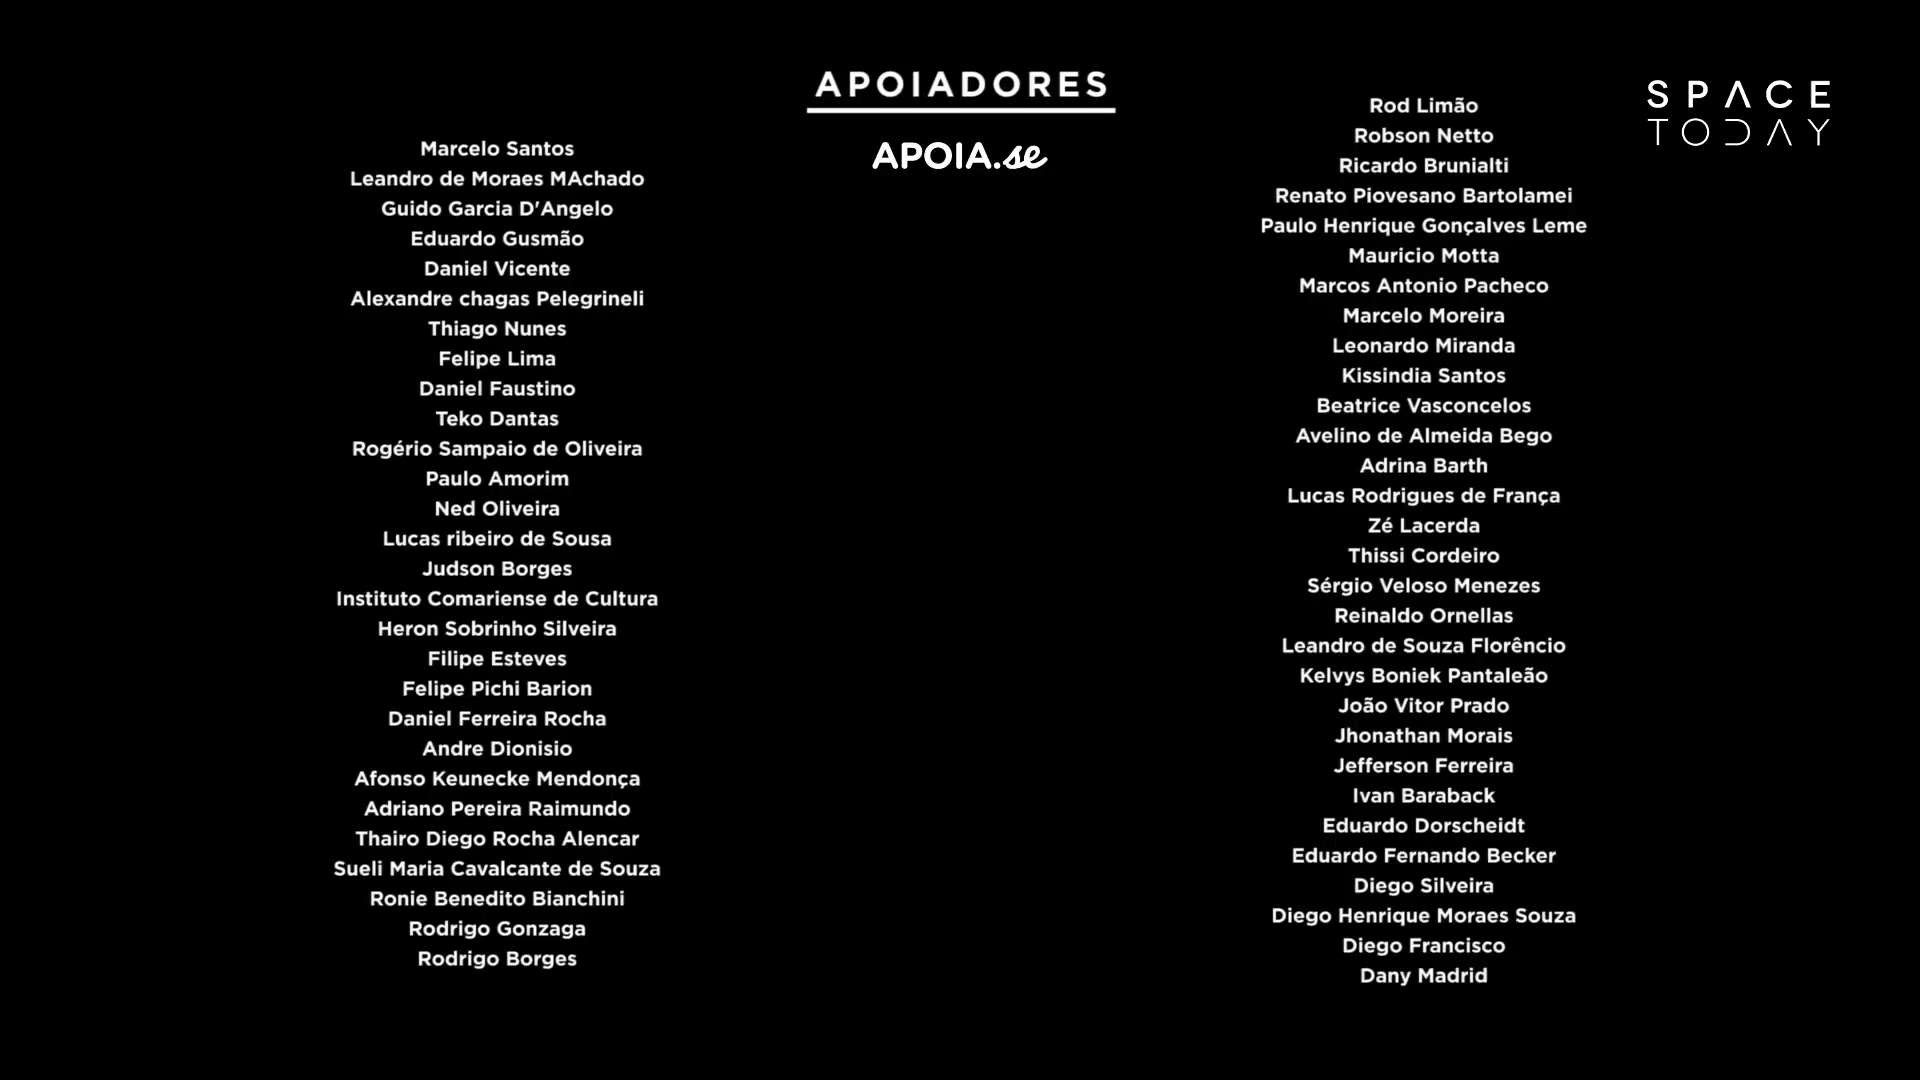 APOIADORES
APOIA.se
Marcelo Santos
Leandro de Moraes MAchado
Guido Garcia D'Angelo
Eduardo Gusmão
Daniel Vicente
Alexandre chagas Pelegrineli
Thiago Nunes
Felipe Lima
Daniel Faustino
Teko Dantas
Rogério Sampaio de Oliveira
Paulo Amorim
Ned Oliveira
Lucas ribeiro de Sousa
Judson Borges
Instituto Comariense de Cultura
Heron Sobrinho Silveira
Filipe Esteves
Felipe Pichi Barion
Daniel Ferreira Rocha
Andre Dionisio
Afonso Keunecke Mendonça
Adriano Pereira Raimundo
Thairo Diego Rocha Alencar
Sueli Maria Cavalcante de Souza
Ronie Benedito Bianchini
Rodrigo Gonzaga
Rodrigo Borges
Rod Limão
Robson Netto
Ricardo Brunialti
Renato Piovesano Bartolamei
Paulo Henrique Gonçalves Leme
Mauricio Motta
Marcos Antonio Pacheco
Marcelo Moreira
Leonardo Miranda
Kissindia Santos
Beatrice Vasconcelos
Avelino de Almeida Bego
Adrina Barth
Lucas Rodrigues de França
Zé Lacerda
Thissi Cordeiro
Sérgio Veloso Menezes
Reinaldo Ornellas
Leandro de Souza Florêncio
Kelvys Boniek Pantaleão
João Vitor Prado
Jhonathan Morais
Jefferson Ferreira
Ivan Baraback
Eduardo Dorscheidt
Eduardo Fernando Becker
Diego Silveira
Diego Henrique Moraes Souza
Diego Francisco
Dany Madrid
SPACE
TODAY